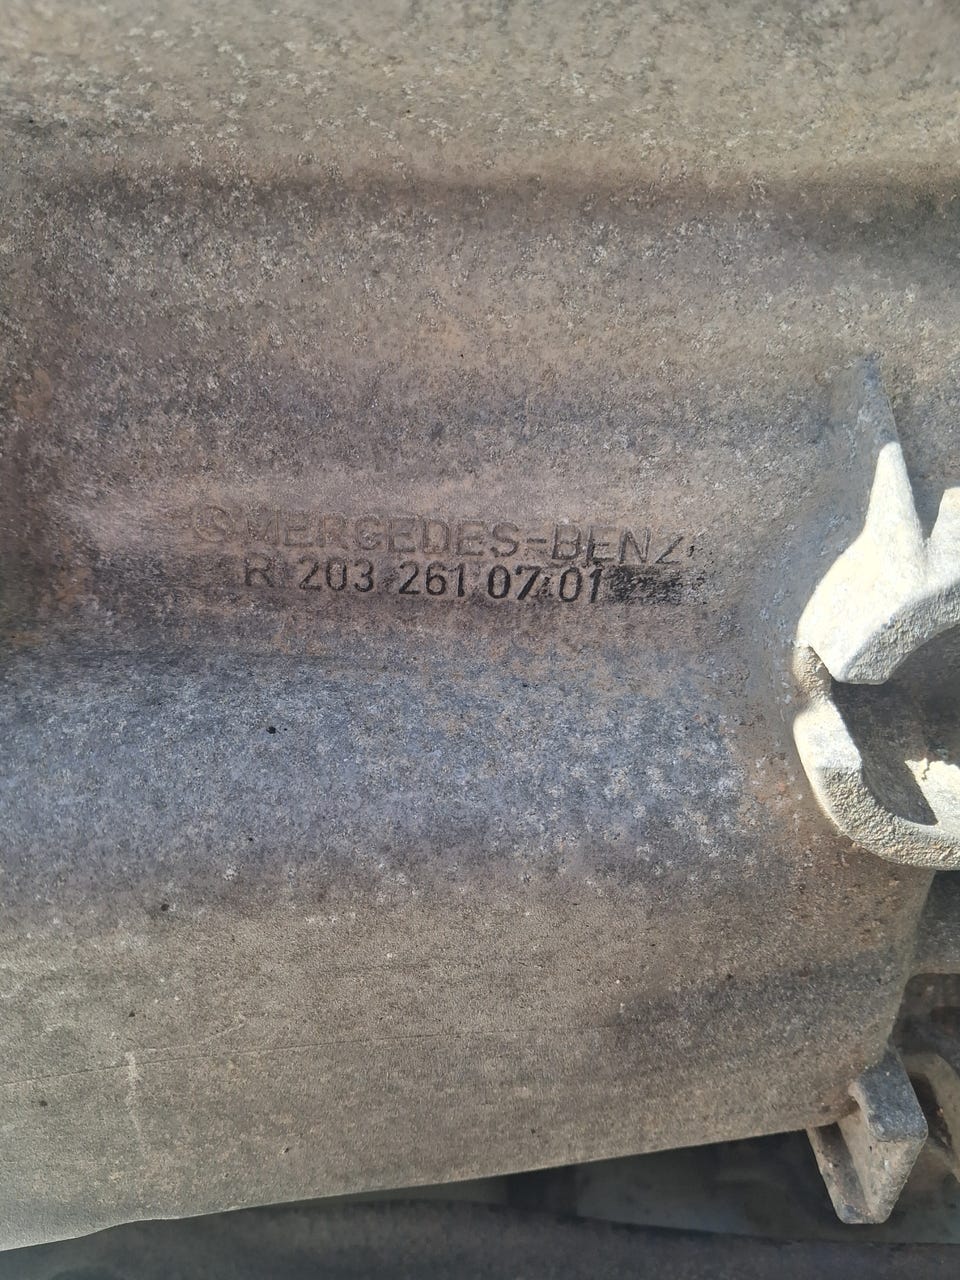 MERCEDES-BENZ
R 203 261 07 01